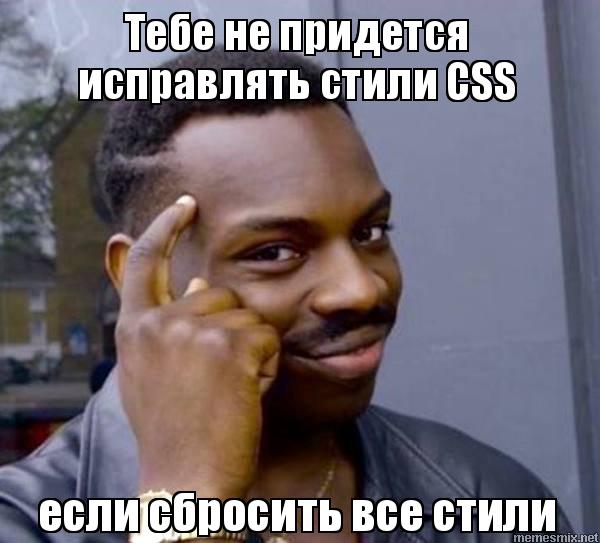 Тебе не придется
исправлять стили CSS
если сбросить все стили
memesmix.net